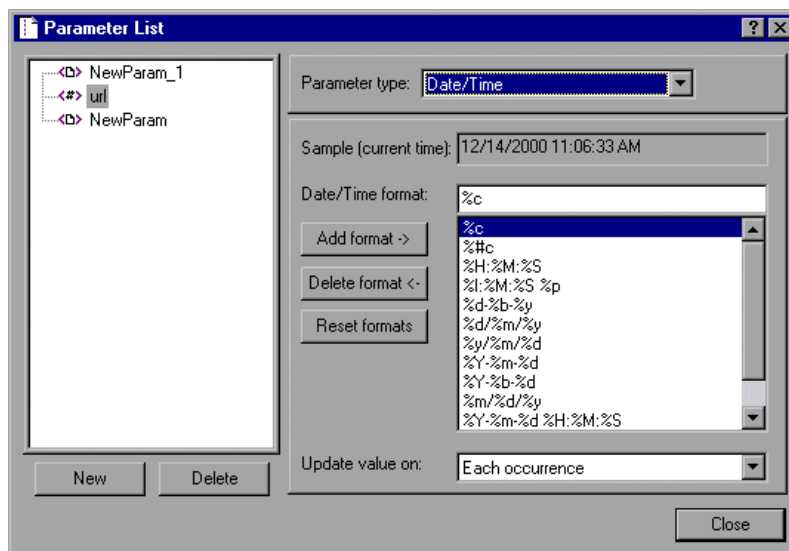 Parameter List
NewParam_1
url
NewParam
New
Delete
Parameter type: Date/Time
Sample (current time): 12/14/2000 11:06:33 AM
Date/Time format: %c
Add format ->
Delete format <-
Reset formats
%c
%#c
%H:%M:%S
%I:%M:%S %p
%d-%b-%y
%d/%m/%y
%y/%m/%d
%Y-%m-%d
%Y-%b-%d
%m/%d/%y
%Y-%m-%d %H:%M:%S
Update value on: Each occurrence
Close